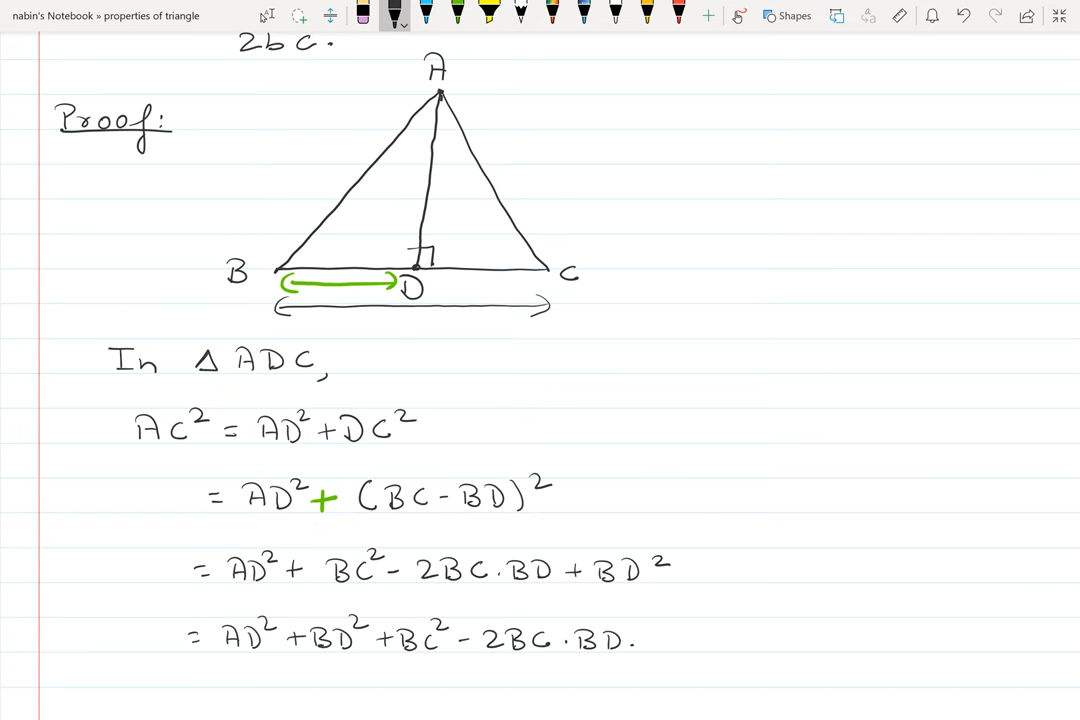 nabin's Notebook » properties of triangle
Shapes
2bc.
A
Proof:
B
D
C
In Δ ADC,
AC² = AD² + DC²
= AD² + (BC - BD)²
= AD² + BC² - 2BC.BD + BD²
= AD² + BD² + BC² - 2BC.BD.